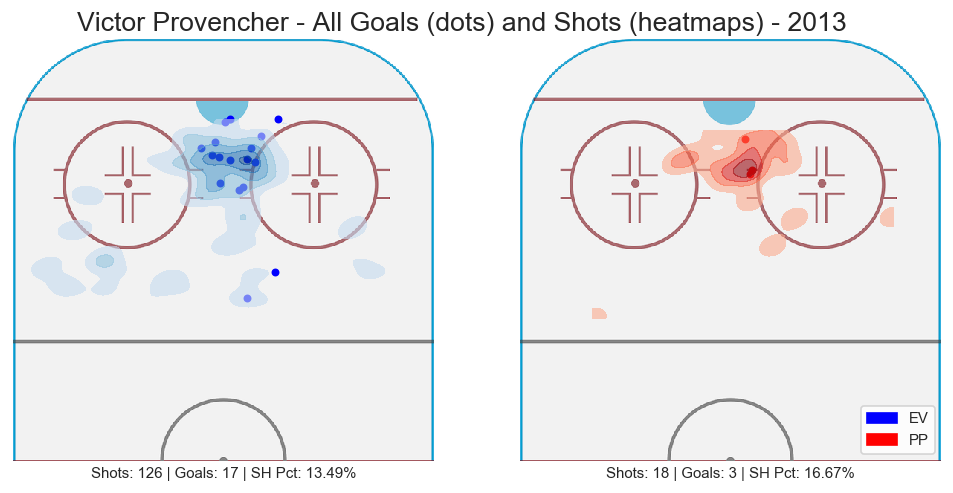 Victor Provencher - All Goals (dots) and Shots (heatmaps) - 2013
EV
PP
Shots: 126 | Goals: 17 | SH Pct: 13.49%
Shots: 18 | Goals: 3 | SH Pct: 16.67%